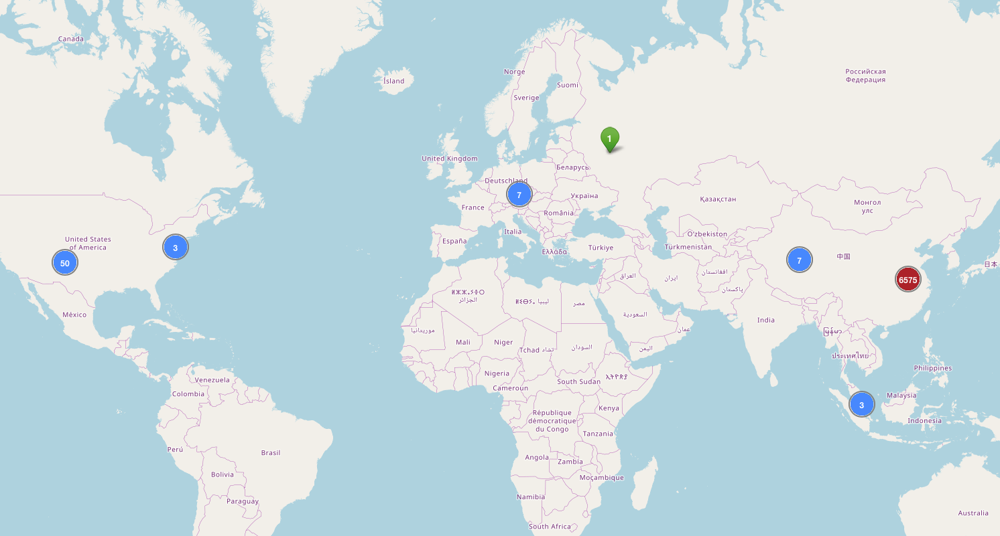 Canada
Российская
Федерация
Norge
Ísland
Suomi
Sverige
1
United Kingdom
Беларусь
Deutschland
7
Україна
Қазақстан
Монгол
улс
France
România
Italia
O‘zbekiston
United States
of America
3
España
Ελλάδα
Türkiye
Türkmenistan
7
中国
50
日本
افغانستان
العراق
ایران
6575
پاکستان
ⵍⵣⵣⴰⵢⴻⵔ
الجزائر
ⵍⵉⴱⵢⴰ ليبيا
مصر
México
السعودية
India
موريتانيا
عمان
မြန်မာ
Mali
Niger
Tchad تشاد
السودان
اليمن
ประเทศไทย
Philippines
Nigeria
ኢትዮጵያ
Venezuela
South Sudan
Cameroun
Colombia
Malaysia
3
Kenya
République
démocratique
du Congo
Indonesia
Tanzania
Perú
Brasil
Angola
Zambia
Bolivia
Moçambique
Namibia
Paraguay
Australia
South Africa